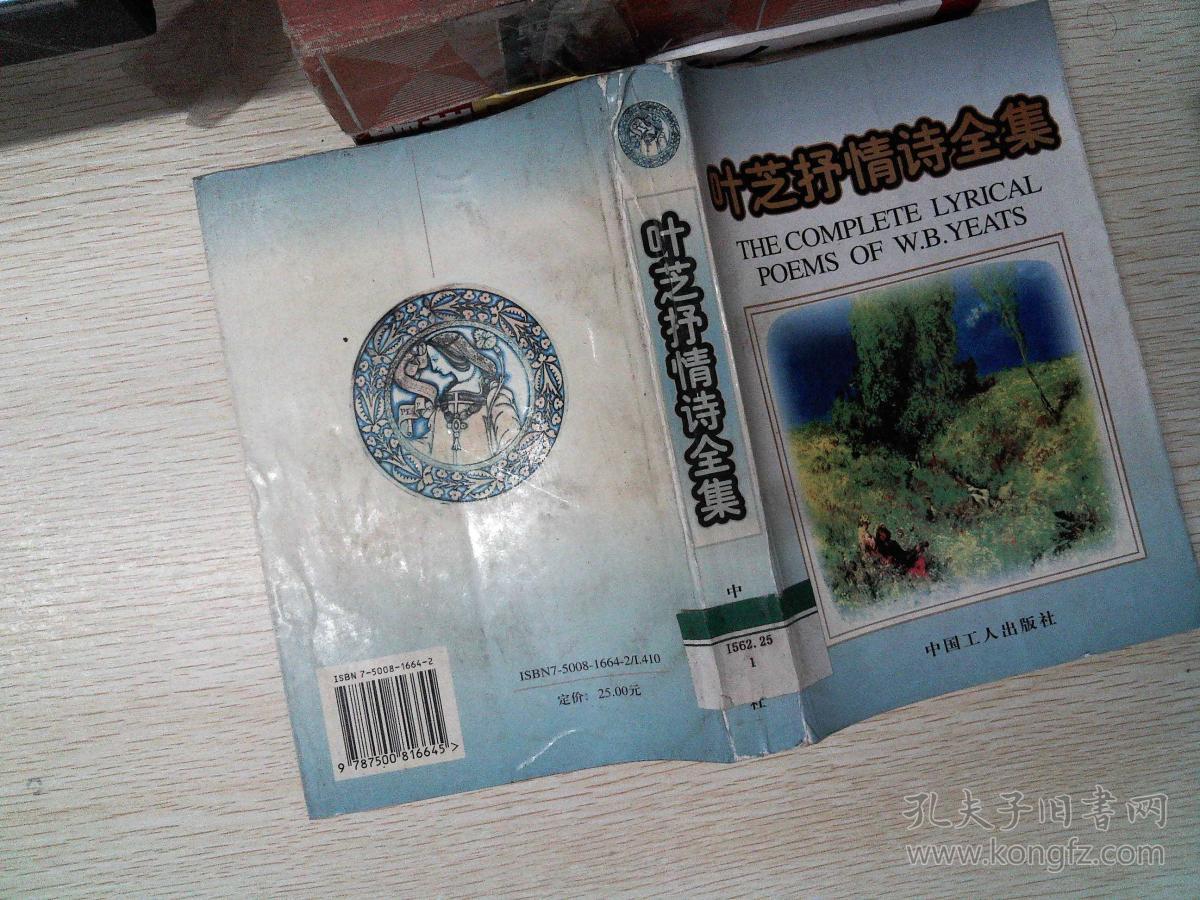 叶芝抒情诗全集
THE COMPLETE LYRICAL
POEMS OF W.B.YEATS
中国工人出版社
叶芝抒情诗全集
中
I562.25
1
社
ISBN 7-5008-1664-2
9 787500 816645 >
ISBN7-5008-1664-2/I.410
定价：25.00元
孔夫子旧书网
www.kongfz.com